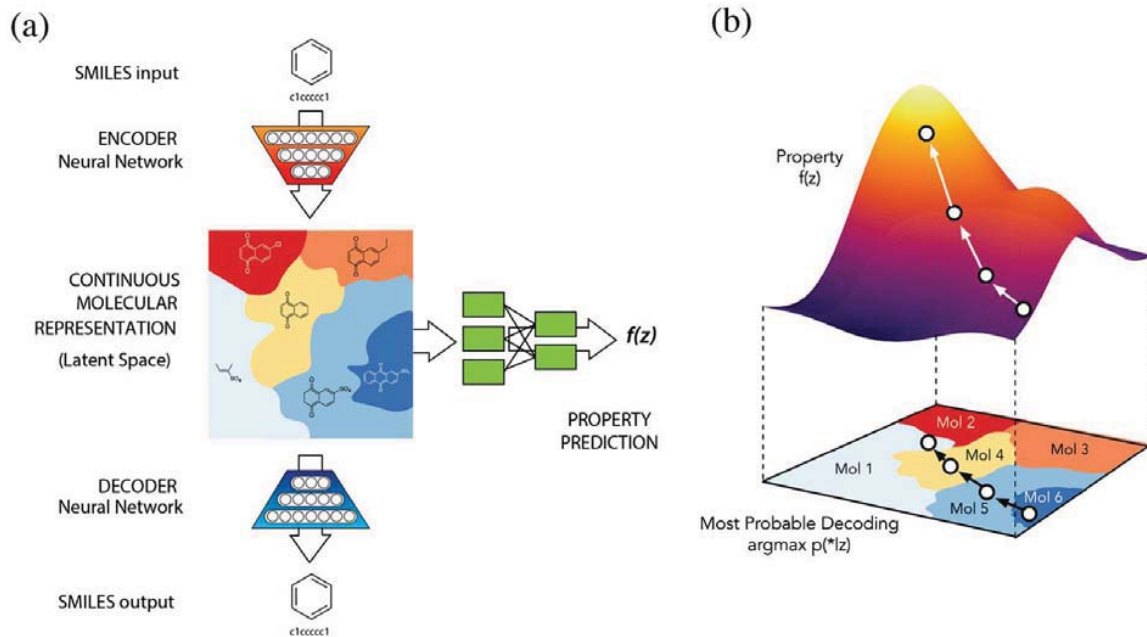 (a)
SMILES input
c1ccccc1
ENCODER
Neural Network
CONTINUOUS
MOLECULAR
REPRESENTATION
(Latent Space)
f(z)
PROPERTY
PREDICTION
DECODER
Neural Network
SMILES output
c1ccccc1
(b)
Property
f(z)
Mol 2
Mol 3
Mol 4
Mol 1
Mol 6
Mol 5
Most Probable Decoding
argmax p(*|z)